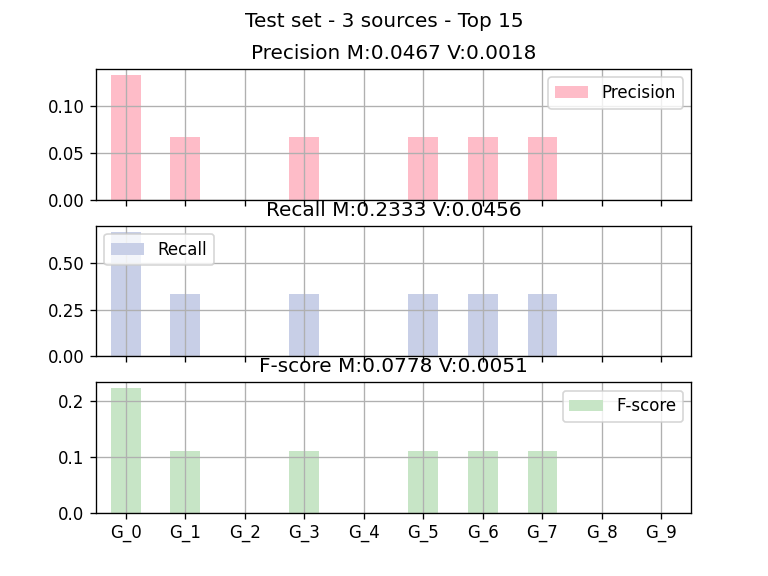 Test set - 3 sources - Top 15
Precision M:0.0467 V:0.0018
0.10
0.05
0.00
Precision
Recall M:0.2333 V:0.0456
0.50
0.25
0.00
Recall
F-score M:0.0778 V:0.0051
0.2
0.1
0.0
F-score
G_0 G_1 G_2 G_3 G_4 G_5 G_6 G_7 G_8 G_9